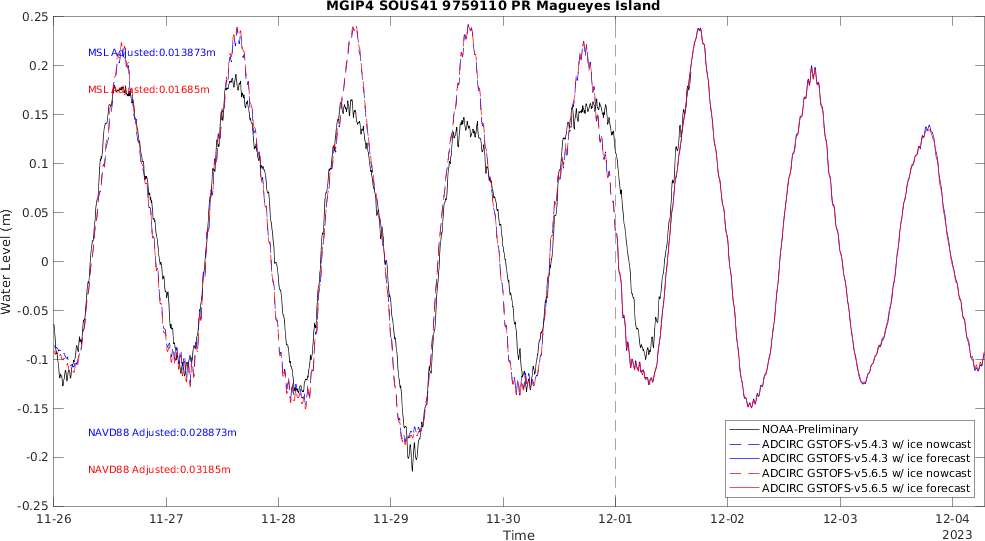 MGIP4 SOUS41 9759110 PR Magueyes Island
0.25
0.2
0.15
0.1
0.05
0
-0.05
-0.1
-0.15
-0.2
-0.25
Water Level (m)
MSL Adjusted:0.013873m
MSL Adjusted:0.01685m
NAVD88 Adjusted:0.028873m
NAVD88 Adjusted:0.03185m
NOAA-Preliminary
ADCIRC GSTOFS-v5.4.3 w/ ice nowcast
ADCIRC GSTOFS-v5.4.3 w/ ice forecast
ADCIRC GSTOFS-v5.6.5 w/ ice nowcast
ADCIRC GSTOFS-v5.6.5 w/ ice forecast
11-26 11-27 11-28 11-29 11-30 12-01 12-02 12-03 12-04
Time
2023